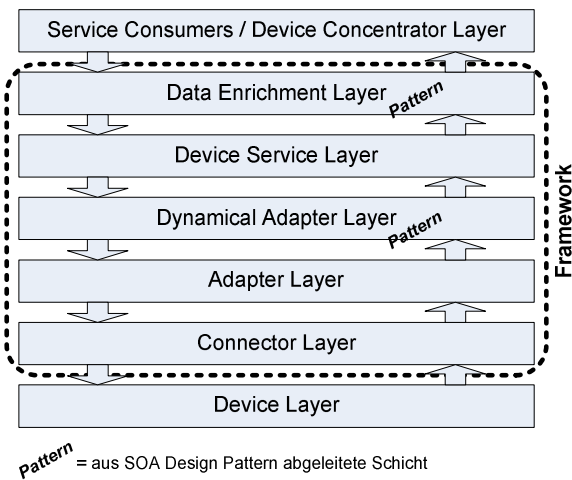 Service Consumers / Device Concentrator Layer
Data Enrichment Layer
Pattern
Device Service Layer
Dynamical Adapter Layer
Pattern
Adapter Layer
Connector Layer
Device Layer
Framework
Pattern = aus SOA Design Pattern abgeleitete Schicht